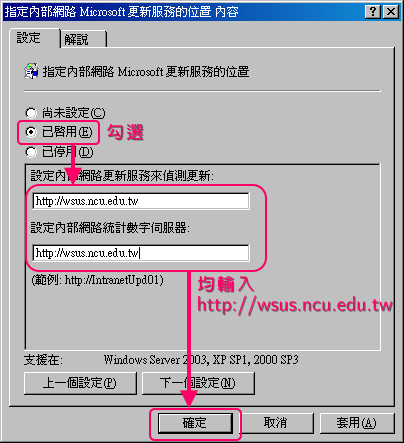 指定內部網路 Microsoft 更新服務的位置 內容
設定
解說
指定內部網路 Microsoft 更新服務的位置
尚未設定(C)
已啓用(E)
勾選
已停用(D)
設定內部網路更新服務來偵測更新:
http://wsus.ncu.edu.tw
設定內部網路統計數字伺服器:
http://wsus.ncu.edu.tw
(範例: http://IntranetUpd01)
均輸入
http://wsus.ncu.edu.tw
支援在: Windows Server 2003, XP SP1, 2000 SP3
上一個設定(P)
下一個設定(N)
確定
取消
套用(A)